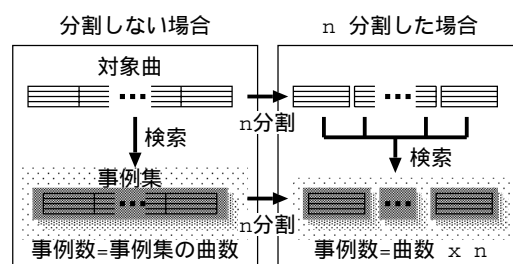 分割しない場合
n 分割した場合
対象曲
n分割
検索
検索
事例集
n分割
事例数=事例集の曲数
事例数=曲数 x n